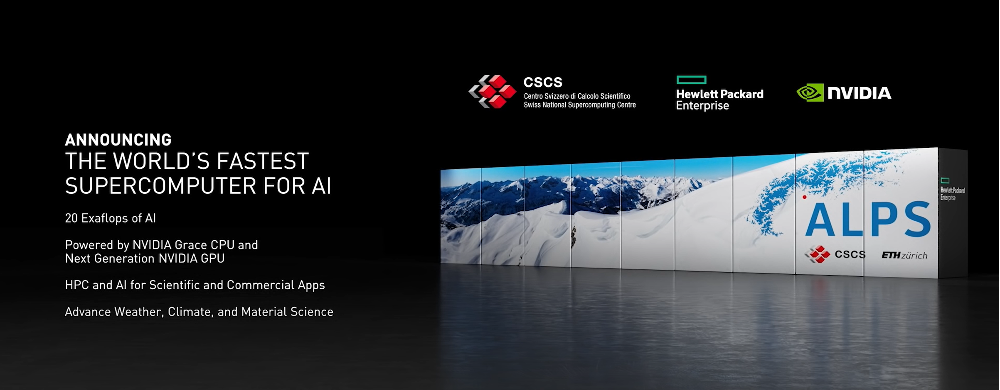 CSCS
Centro Svizzero di Calcolo Scientifico
Swiss National Supercomputing Centre
Hewlett Packard
Enterprise
NVIDIA
ANNOUNCING
THE WORLD'S FASTEST
SUPERCOMPUTER FOR AI
20 Exaflops of AI
Powered by NVIDIA Grace CPU and
Next Generation NVIDIA GPU
HPC and AI for Scientific and Commercial Apps
Advance Weather, Climate, and Material Science
ALPS
CSCS
ETH zürich
Hewlett Packard
Enterprise